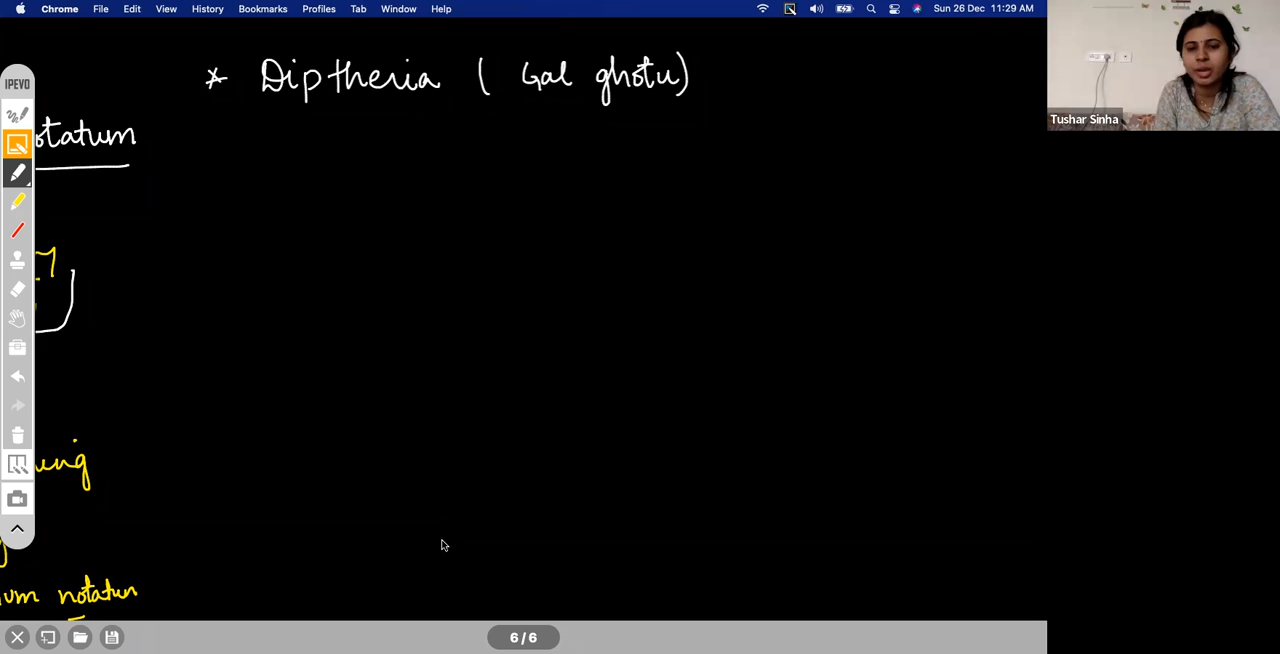 Chrome File Edit View History Bookmarks Profiles Tab Window Help Sun 26 Dec 11:29 AM
IPEVO
* Diptheria ( Gal ghotu)
Tushar Sinha
otatum
ung
um notatun
6 / 6